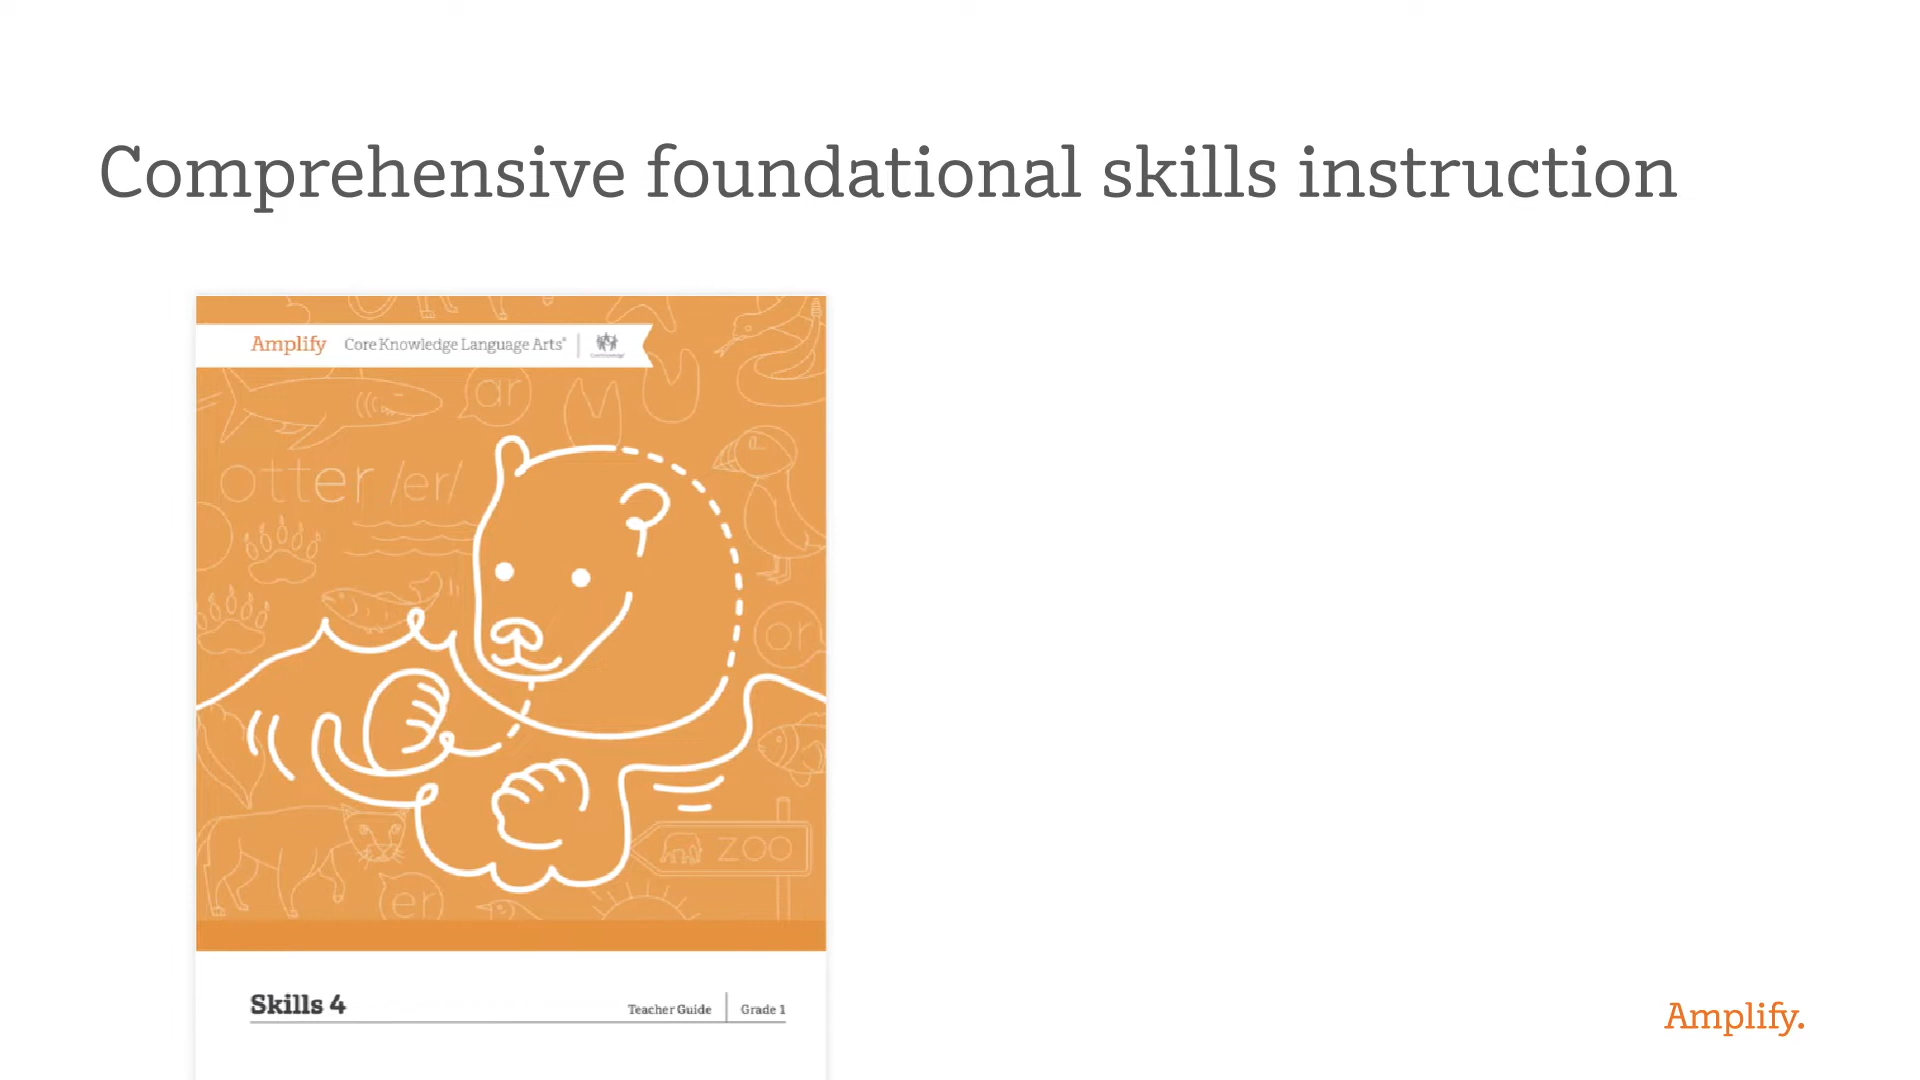 Comprehensive foundational skills instruction
Amplify Core Knowledge Language Arts®
ar
otter /er/
or
zoo
er
Skills 4
Teacher Guide
Grade 1
Amplify.